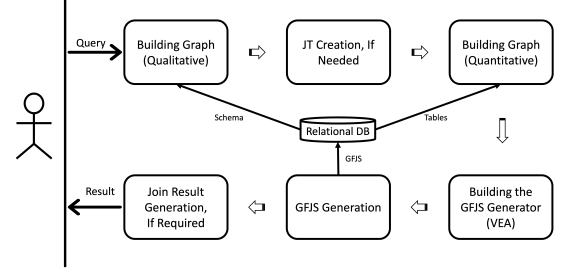 Query
Building Graph
(Qualitative)
JT Creation, If
Needed
Building Graph
(Quantitative)
Schema
Relational DB
Tables
GFJS
Result
Join Result
Generation,
If Required
GFJS Generation
Building the
GFJS Generator
(VEA)